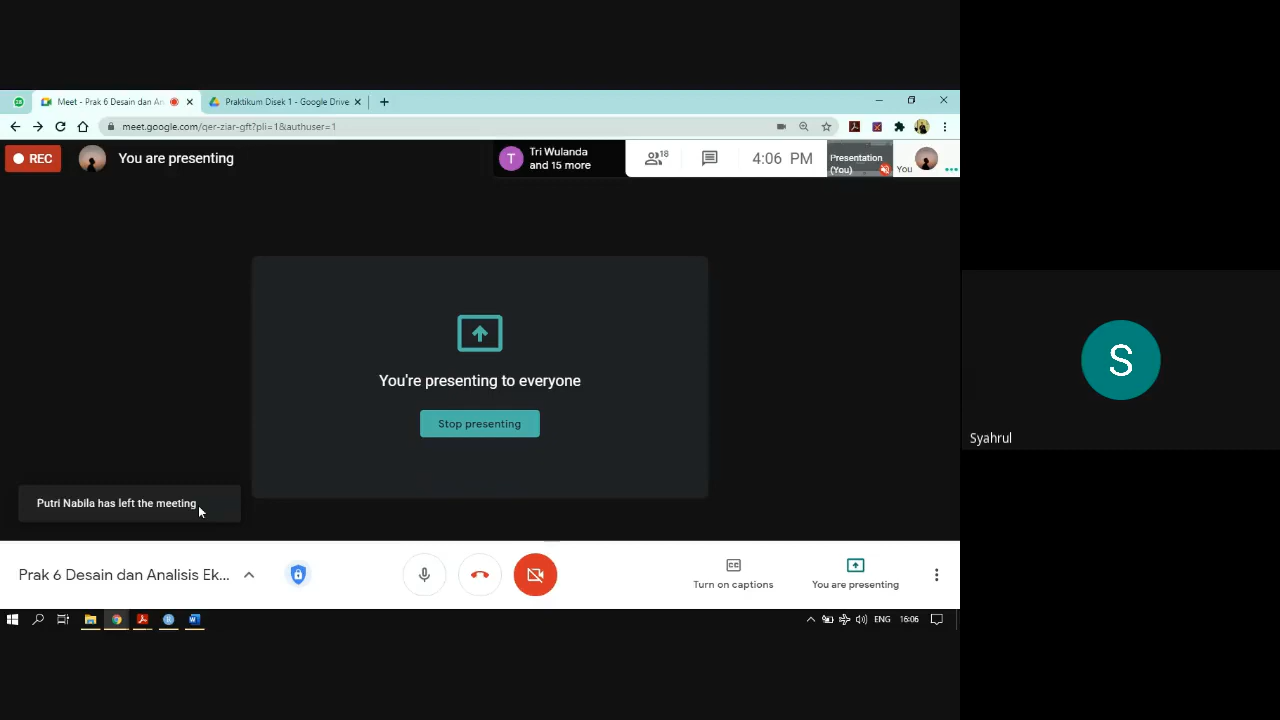 Meet - Prak 6 Desain dan An
Praktikum Disek 1 - Google Drive
meet.google.com/qer-ziar-gft?pli=1&authuser=1
REC
You are presenting
T
Tri Wulanda
and 15 more
18
4:06 PM
Presentation
(You)
You
You're presenting to everyone
Stop presenting
S
Syahrul
Putri Nabila has left the meeting
Prak 6 Desain dan Analisis Ek...
CC
Turn on captions
You are presenting
ENG
16:06